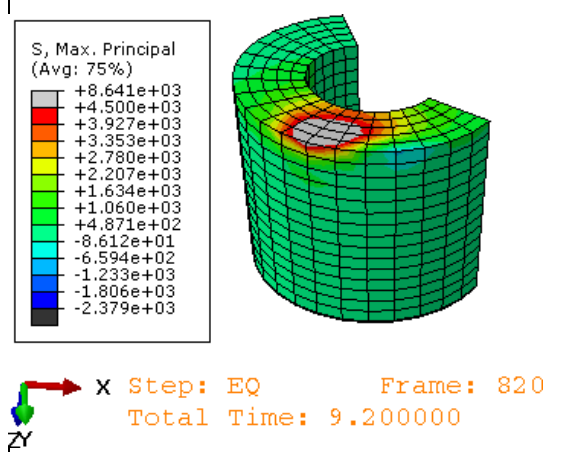 S, Max. Principal
(Avg: 75%)
+8.641e+03
+4.500e+03
+3.927e+03
+3.353e+03
+2.780e+03
+2.207e+03
+1.634e+03
+1.060e+03
+4.871e+02
-8.612e+01
-6.594e+02
-1.233e+03
-1.806e+03
-2.379e+03
X Step: EQ Frame: 820
Total Time: 9.200000
ZY